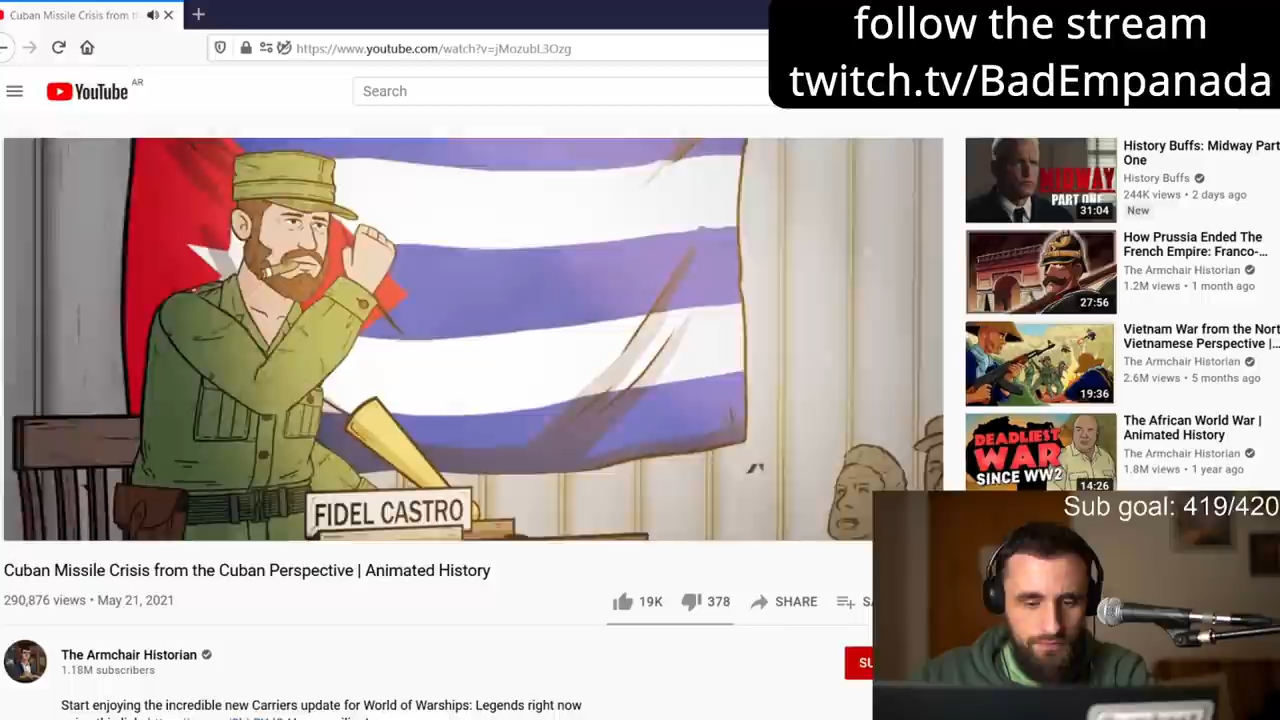 Cuban Missile Crisis from t
follow the stream
twitch.tv/BadEmpanada
https://www.youtube.com/watch?v=jMozubL3Ozg
YouTube AR
Search
FIDEL CASTRO
MIDWAY
PART ONE
31:04
History Buffs: Midway Part
One
History Buffs
244K views • 2 days ago
New
27:56
How Prussia Ended The
French Empire: Franco-...
The Armchair Historian
1.2M views • 1 month ago
19:36
Vietnam War from the Nort
Vietnamese Perspective |...
The Armchair Historian
2.6M views • 5 months ago
DEADLIEST
WAR
SINCE WW2
14:26
The African World War |
Animated History
The Armchair Historian
1.8M views • 1 year ago
Sub goal: 419/420
Cuban Missile Crisis from the Cuban Perspective | Animated History
290,876 views • May 21, 2021
19K
378
SHARE
SA
The Armchair Historian
1.18M subscribers
SU
Start enjoying the incredible new Carriers update for World of Warships: Legends right now